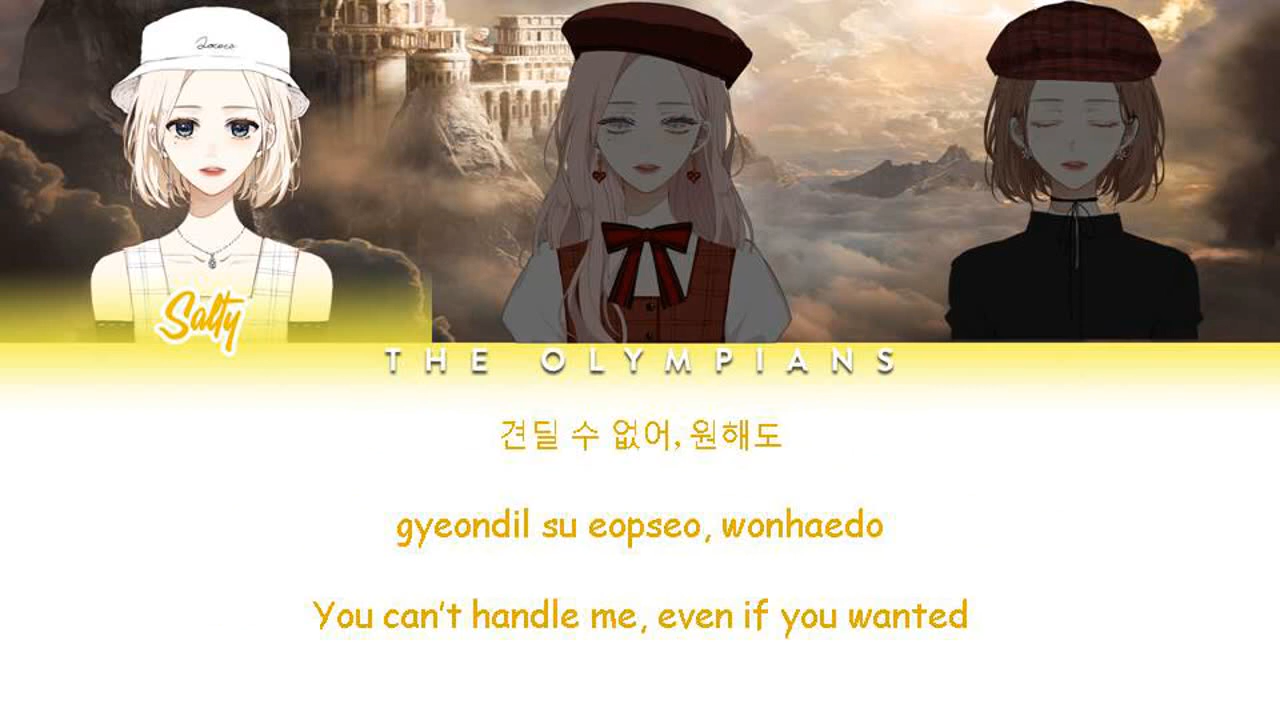 Salty
THE OLYMPIANS
견딜 수 없어, 원해도
gyeondil su eopseo, wonhaedo
You can't handle me, even if you wanted